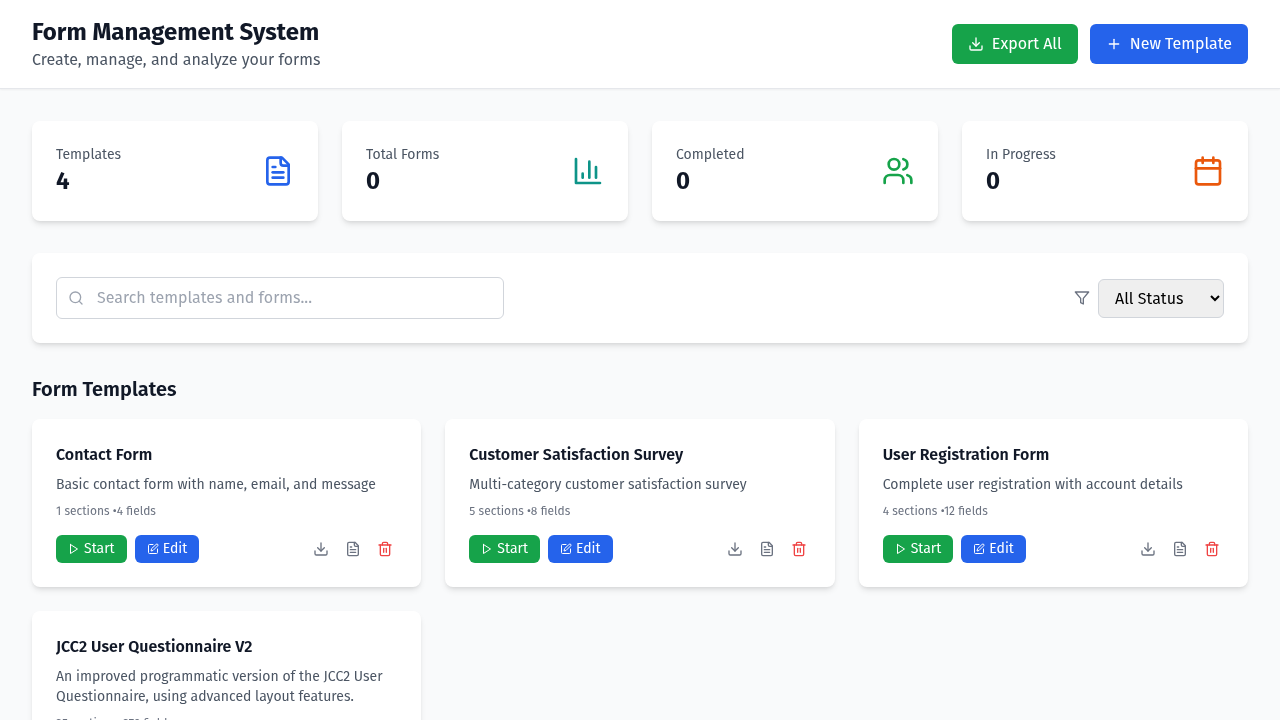 Form Management System
Create, manage, and analyze your forms
Export All
New Template
Templates
4
Total Forms
0
Completed
0
In Progress
0
Search templates and forms...
All Status
Form Templates
Contact Form
Basic contact form with name, email, and message
1 sections •4 fields
Start
Edit
Customer Satisfaction Survey
Multi-category customer satisfaction survey
5 sections •8 fields
Start
Edit
User Registration Form
Complete user registration with account details
4 sections •12 fields
Start
Edit
JCC2 User Questionnaire V2
An improved programmatic version of the JCC2 User
Questionnaire, using advanced layout features.